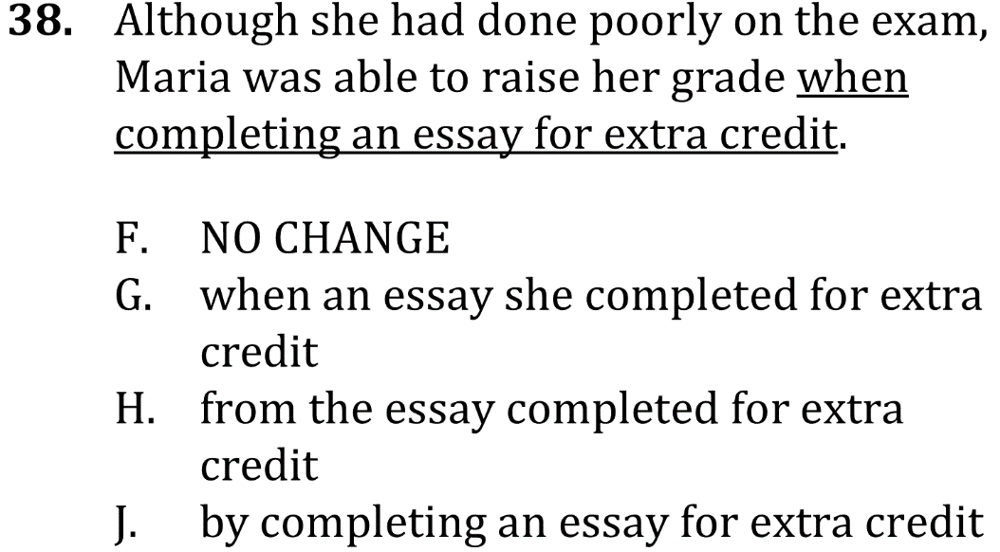 38. Although she had done poorly on the exam,
Maria was able to raise her grade when
completing an essay for extra credit.
F. NO CHANGE
G. when an essay she completed for extra
credit
H. from the essay completed for extra
credit
J. by completing an essay for extra credit